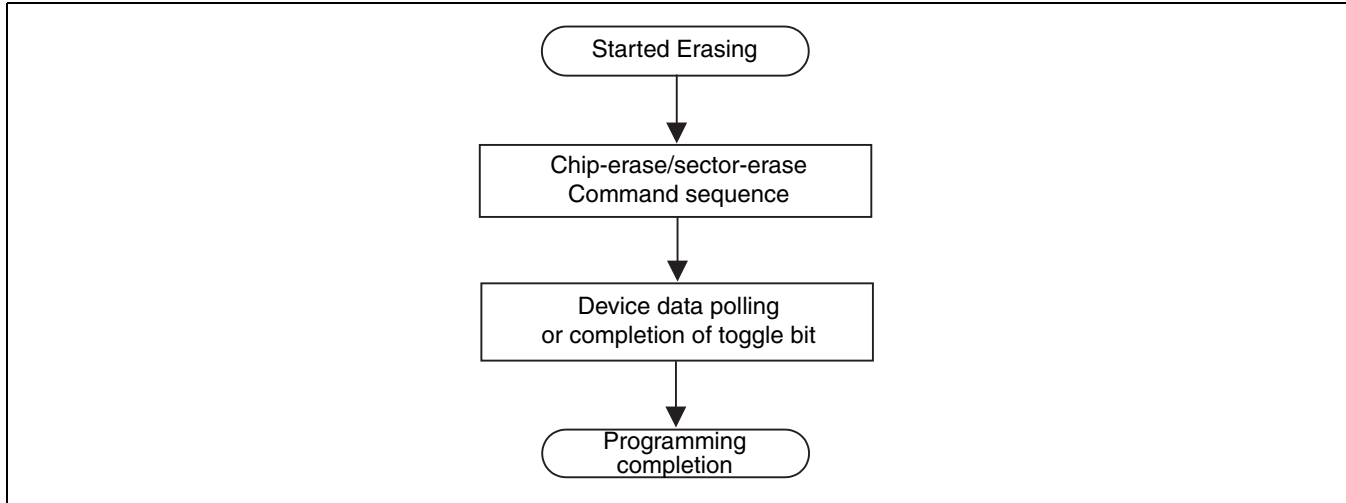 Started Erasing
Chip-erase/sector-erase
Command sequence
Device data polling
or completion of toggle bit
Programming
completion